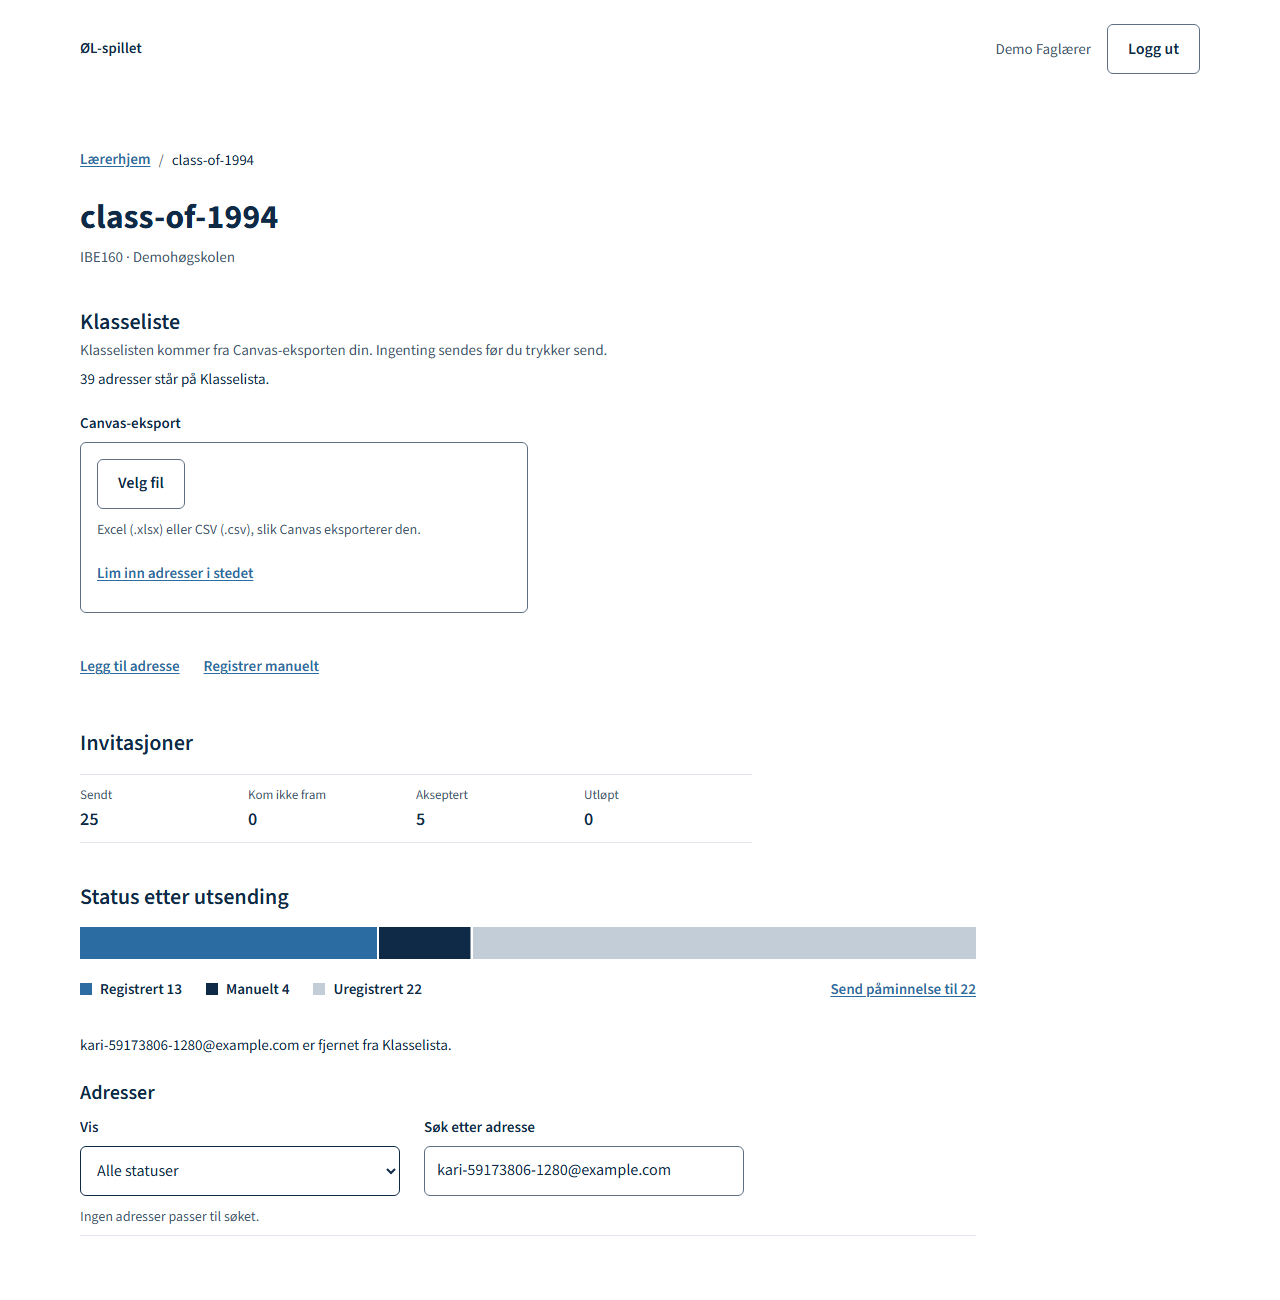 ØL-spillet
Demo Faglærer
Logg ut
Lærerhjem / class-of-1994
class-of-1994
IBE160 · Demohøgskolen
Klasseliste
Klasselisten kommer fra Canvas-eksporten din. Ingenting sendes før du trykker send.
39 adresser står på Klasselista.
Canvas-eksport
Velg fil
Excel (.xlsx) eller CSV (.csv), slik Canvas eksporterer den.
Lim inn adresser i stedet
Legg til adresse Registrer manuelt
Invitasjoner
Sendt Kom ikke fram Akseptert Utløpt
25 0 5 0
Status etter utsending
Registrert 13 Manuelt 4 Uregistrert 22 Send påminnelse til 22
kari-59173806-1280@example.com er fjernet fra Klasselista.
Adresser
Vis Søk etter adresse
Alle statuser kari-59173806-1280@example.com
Ingen adresser passer til søket.